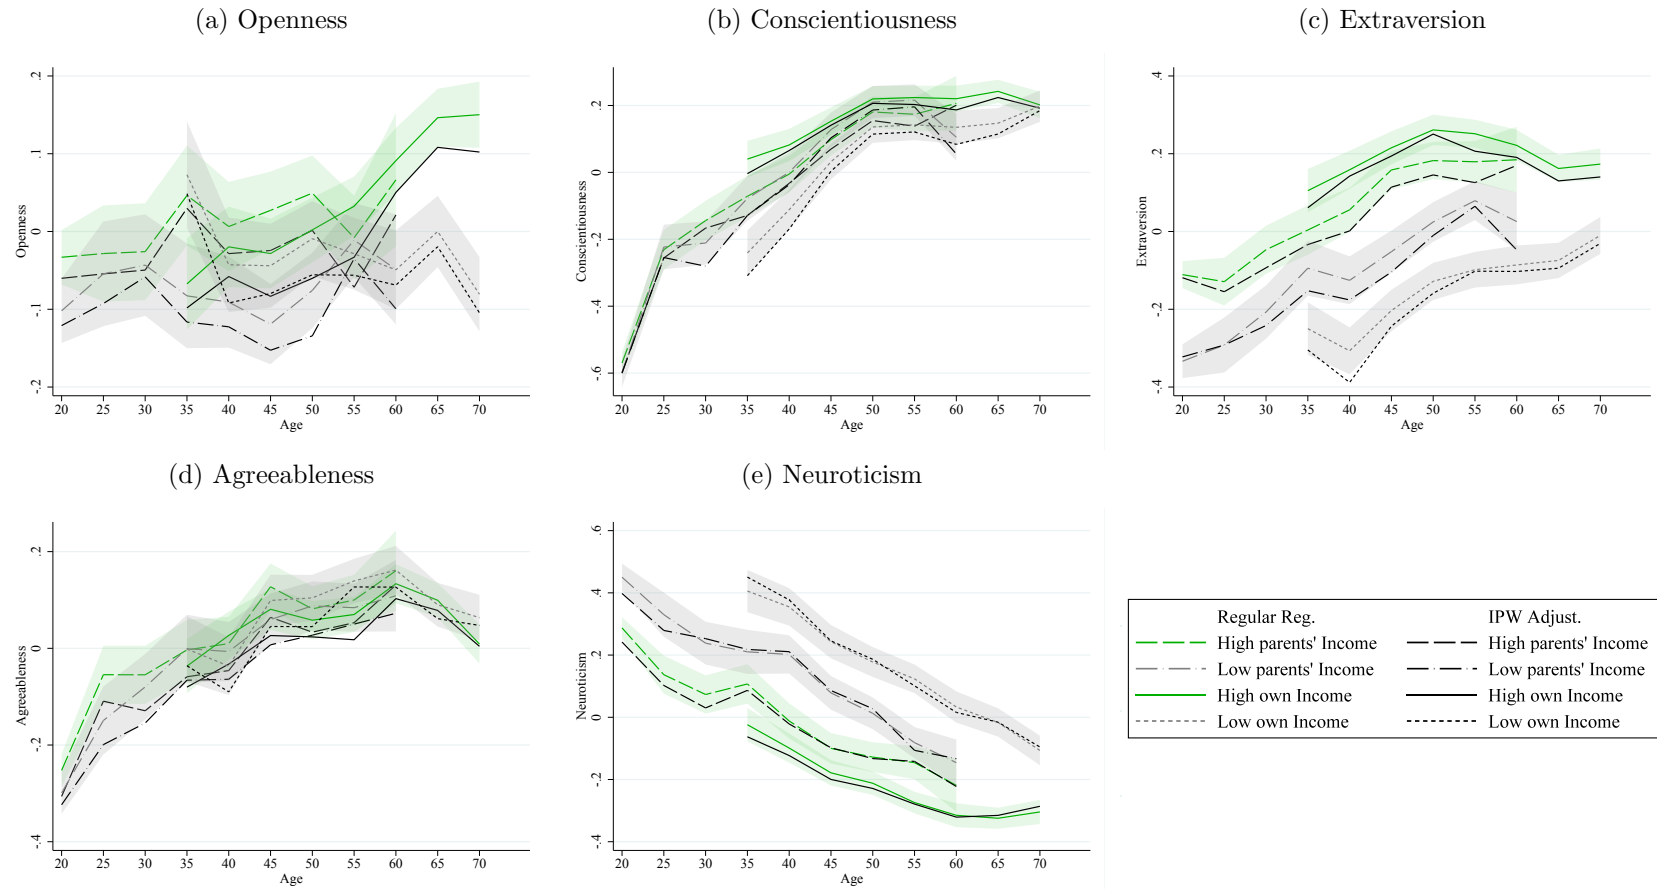 (a) Openness
.2
.1
0
-.1
-.2
Openness
20 25 30 35 40 45 50 55 60 65 70
Age
(b) Conscientiousness
.2
0
-.2
-.4
-.6
Conscientiousness
20 25 30 35 40 45 50 55 60 65 70
Age
(c) Extraversion
.4
.2
0
-.2
-.4
Extraversion
20 25 30 35 40 45 50 55 60 65 70
Age
(d) Agreeableness
.2
0
-.2
-.4
Agreeableness
20 25 30 35 40 45 50 55 60 65 70
Age
(e) Neuroticism
.6
.4
.2
0
-.2
-.4
Neuroticism
20 25 30 35 40 45 50 55 60 65 70
Age
Regular Reg. IPW Adjust.
High parents' Income High parents' Income
Low parents' Income Low parents' Income
High own Income High own Income
Low own Income Low own Income